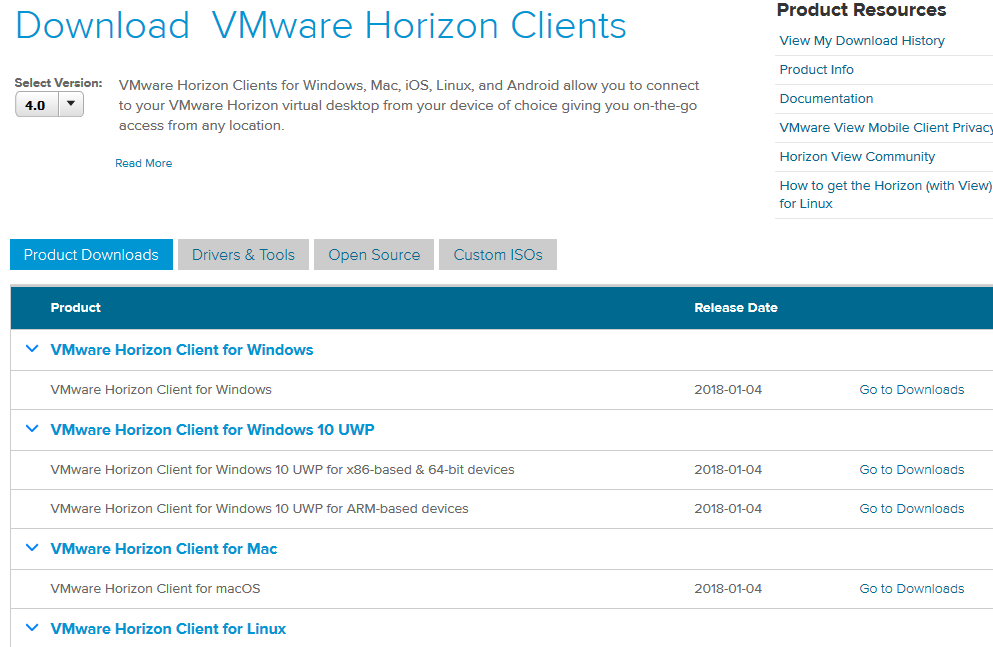 Download VMware Horizon Clients
Select Version:
4.0
VMware Horizon Clients for Windows, Mac, iOS, Linux, and Android allow you to connect
to your VMware Horizon virtual desktop from your device of choice giving you on-the-go
access from any location.
Read More
Product Resources
View My Download History
Product Info
Documentation
VMware View Mobile Client Privacy
Horizon View Community
How to get the Horizon (with View)
for Linux
Product Downloads
Drivers & Tools
Open Source
Custom ISOs
Product Release Date
VMware Horizon Client for Windows
VMware Horizon Client for Windows 2018-01-04 Go to Downloads
VMware Horizon Client for Windows 10 UWP
VMware Horizon Client for Windows 10 UWP for x86-based & 64-bit devices 2018-01-04 Go to Downloads
VMware Horizon Client for Windows 10 UWP for ARM-based devices 2018-01-04 Go to Downloads
VMware Horizon Client for Mac
VMware Horizon Client for macOS 2018-01-04 Go to Downloads
VMware Horizon Client for Linux